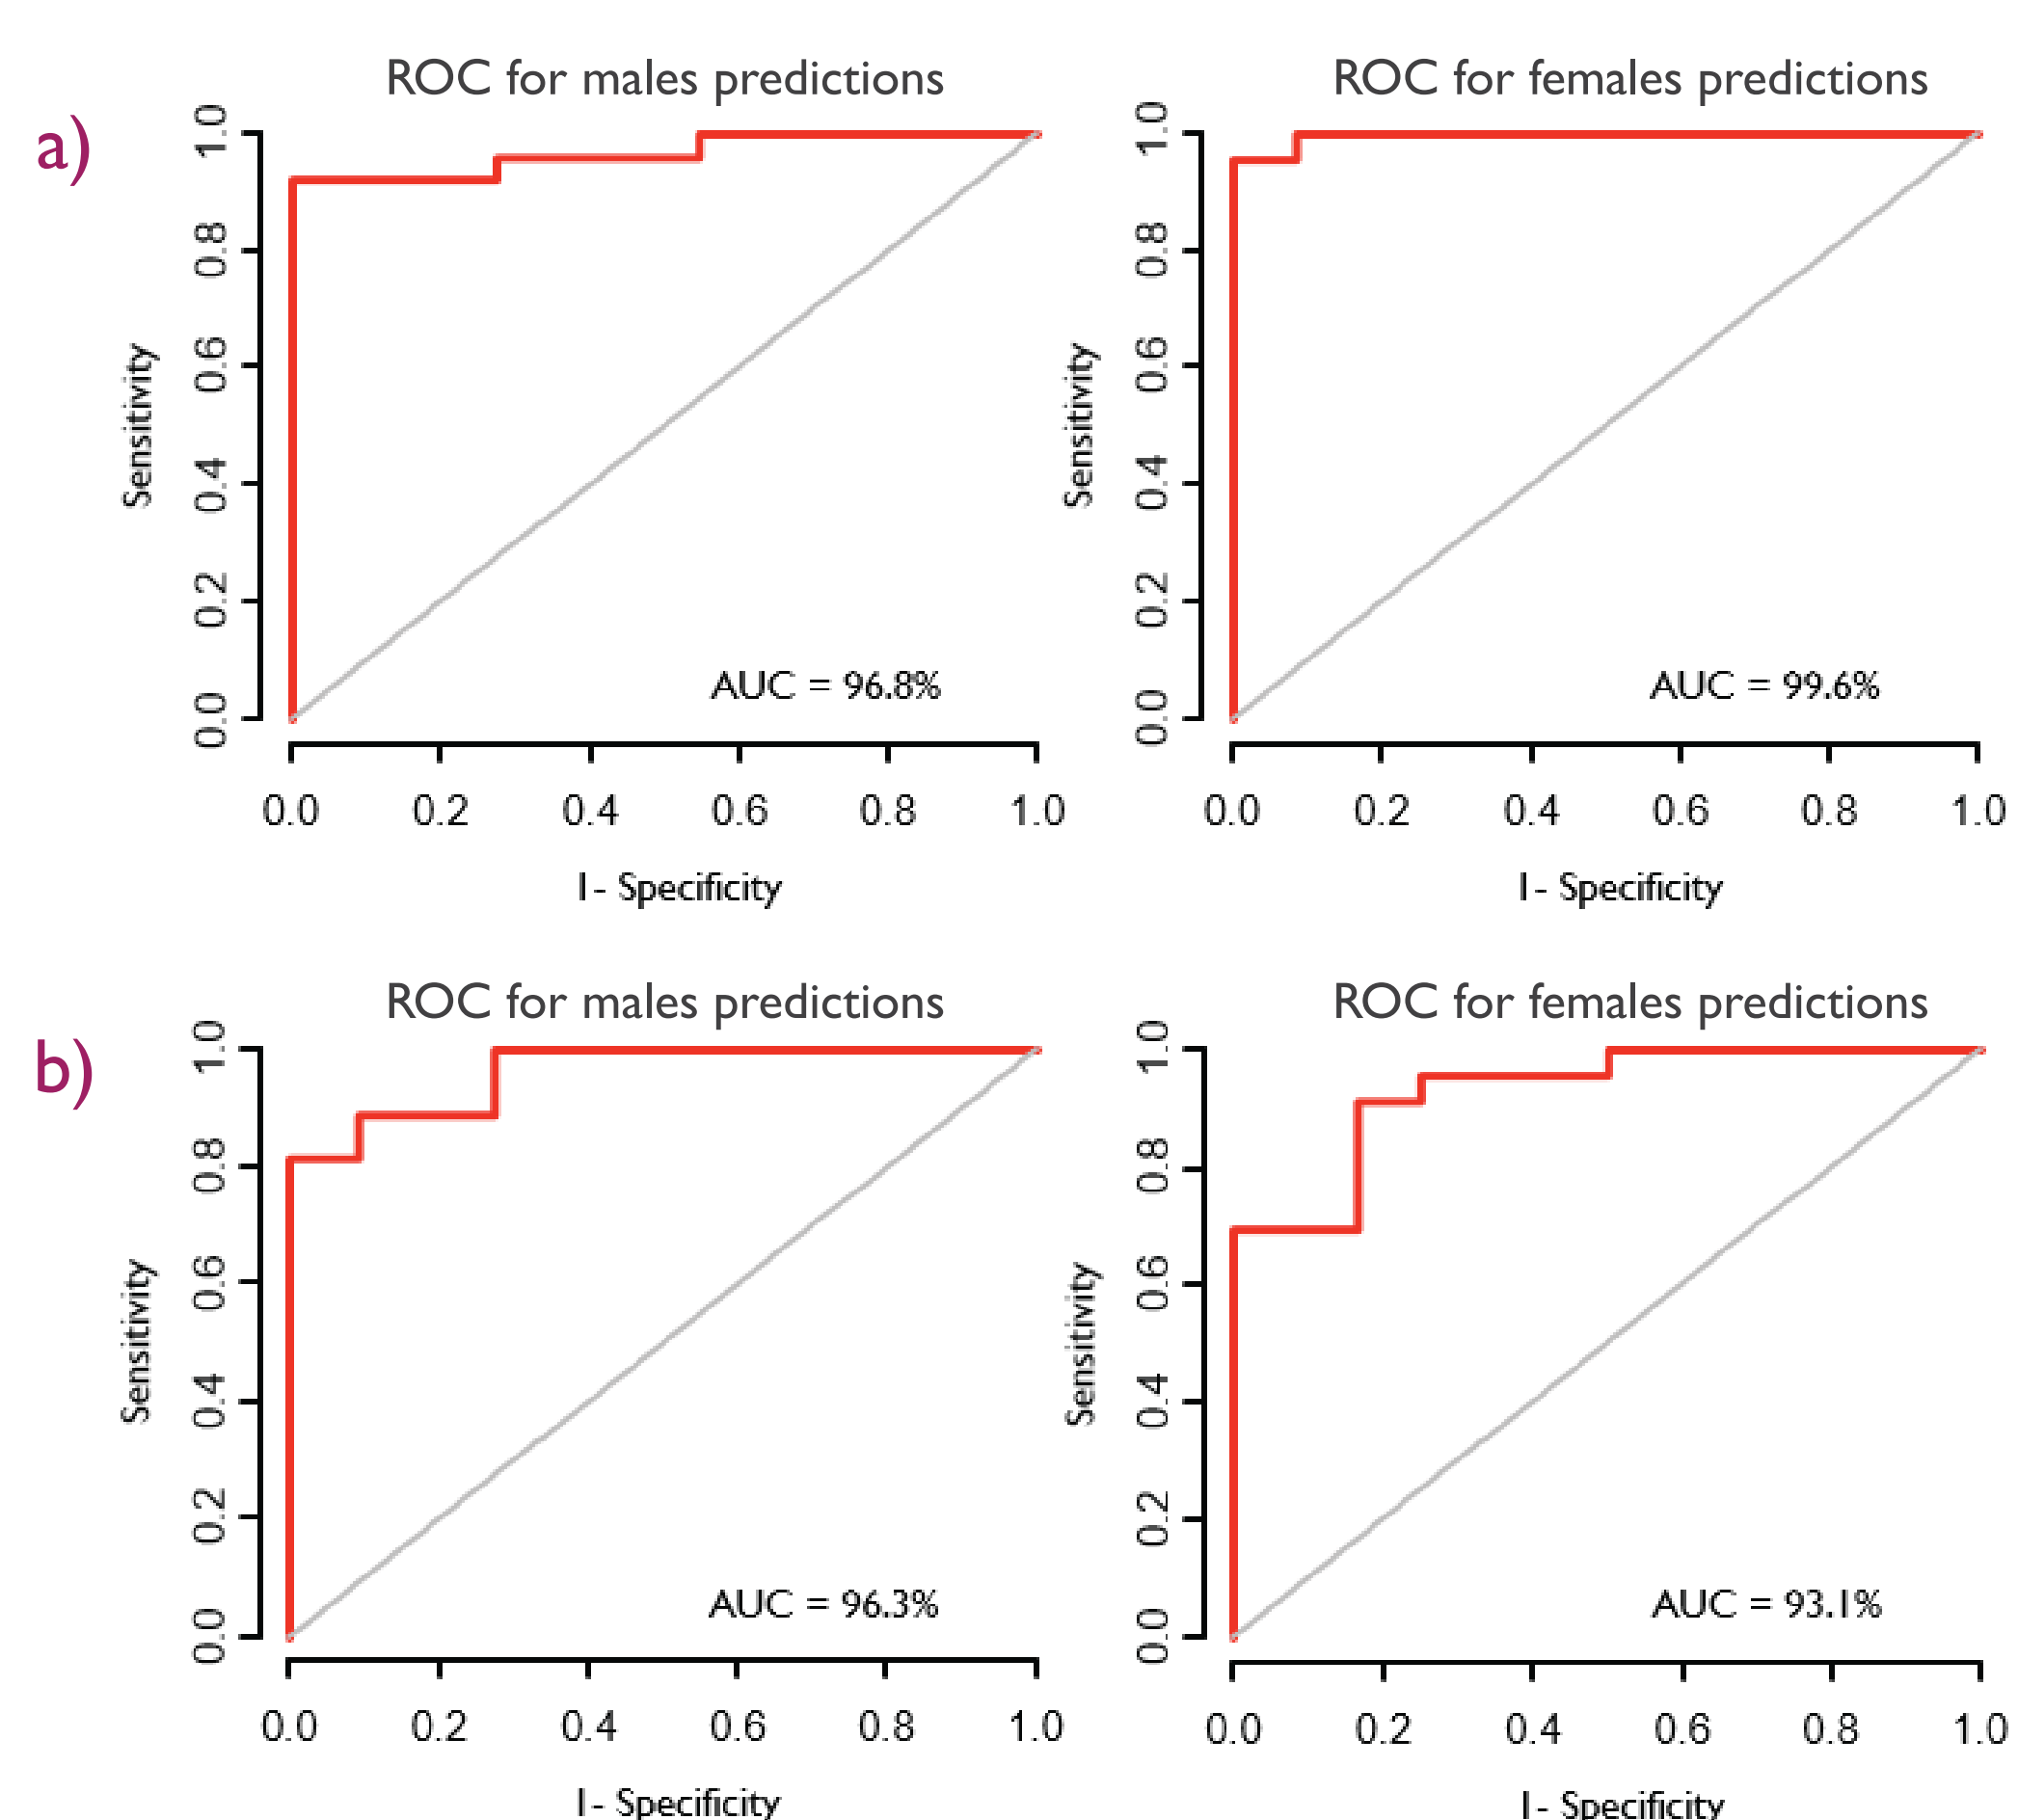 a)
ROC for males predictions
1.0
0.8
0.6
0.4
0.2
0.0
Sensitivity
AUC = 96.8%
0.0 0.2 0.4 0.6 0.8 1.0
1 - Specificity
ROC for females predictions
1.0
0.8
0.6
0.4
0.2
0.0
Sensitivity
AUC = 99.6%
0.0 0.2 0.4 0.6 0.8 1.0
1 - Specificity
b)
ROC for males predictions
1.0
0.8
0.6
0.4
0.2
0.0
Sensitivity
AUC = 96.3%
0.0 0.2 0.4 0.6 0.8 1.0
1 - Specificity
ROC for females predictions
1.0
0.8
0.6
0.4
0.2
0.0
Sensitivity
AUC = 93.1%
0.0 0.2 0.4 0.6 0.8 1.0
1 - Specificity